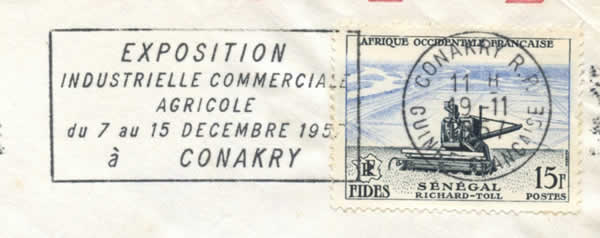 EXPOSITION
INDUSTRIELLE COMMERCIALE
AGRICOLE
du 7 au 15 DECEMBRE 195
à CONAKRY
AFRIQUE OCCIDENTALE FRANÇAISE
CONAKRY R.P.
11 H
9-11
GUINÉE FRANÇAISE
RF
FIDES
SÉNÉGAL
RICHARD-TOLL
15F
POSTES